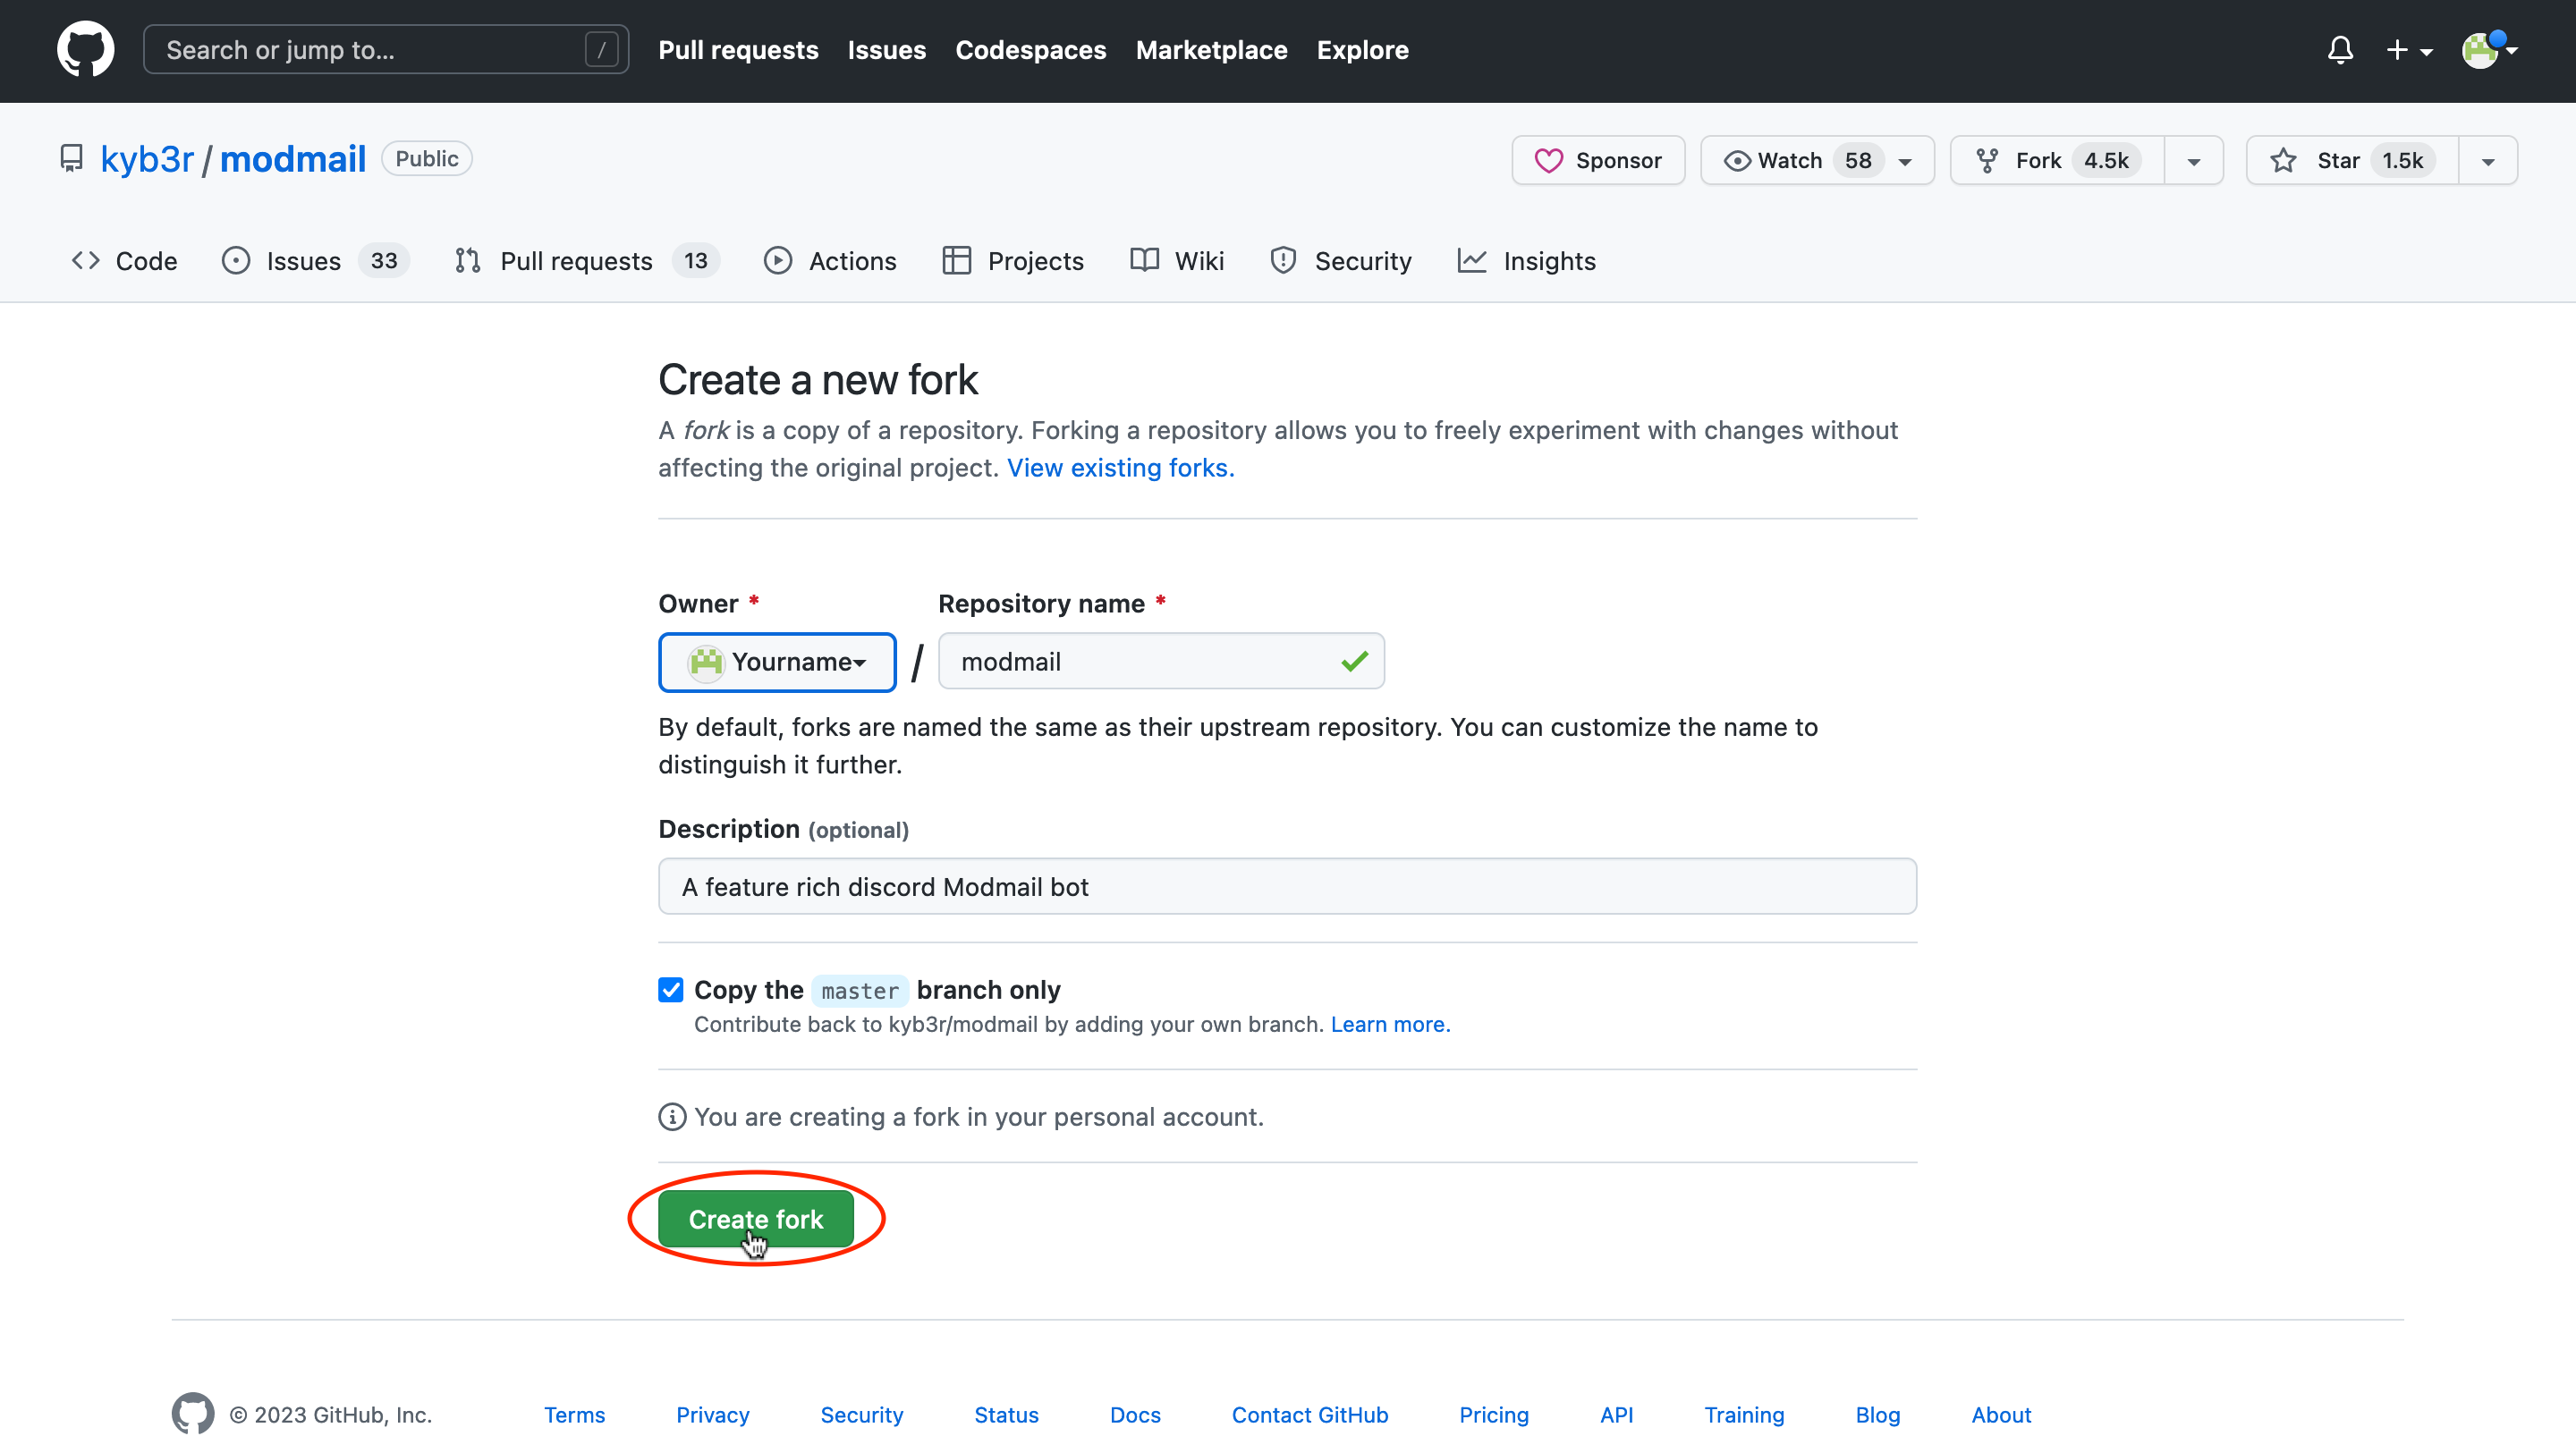 Search or jump to... / Pull requests Issues Codespaces Marketplace Explore
kyb3r / modmail Public Sponsor Watch 58 Fork 4.5k Star 1.5k
Code Issues 33 Pull requests 13 Actions Projects Wiki Security Insights
Create a new fork
A fork is a copy of a repository. Forking a repository allows you to freely experiment with changes without
affecting the original project. View existing forks.
Owner * Repository name *
Yourname / modmail
By default, forks are named the same as their upstream repository. You can customize the name to
distinguish it further.
Description (optional)
A feature rich discord Modmail bot
Copy the master branch only
Contribute back to kyb3r/modmail by adding your own branch. Learn more.
You are creating a fork in your personal account.
Create fork
© 2023 GitHub, Inc. Terms Privacy Security Status Docs Contact GitHub Pricing API Training Blog About